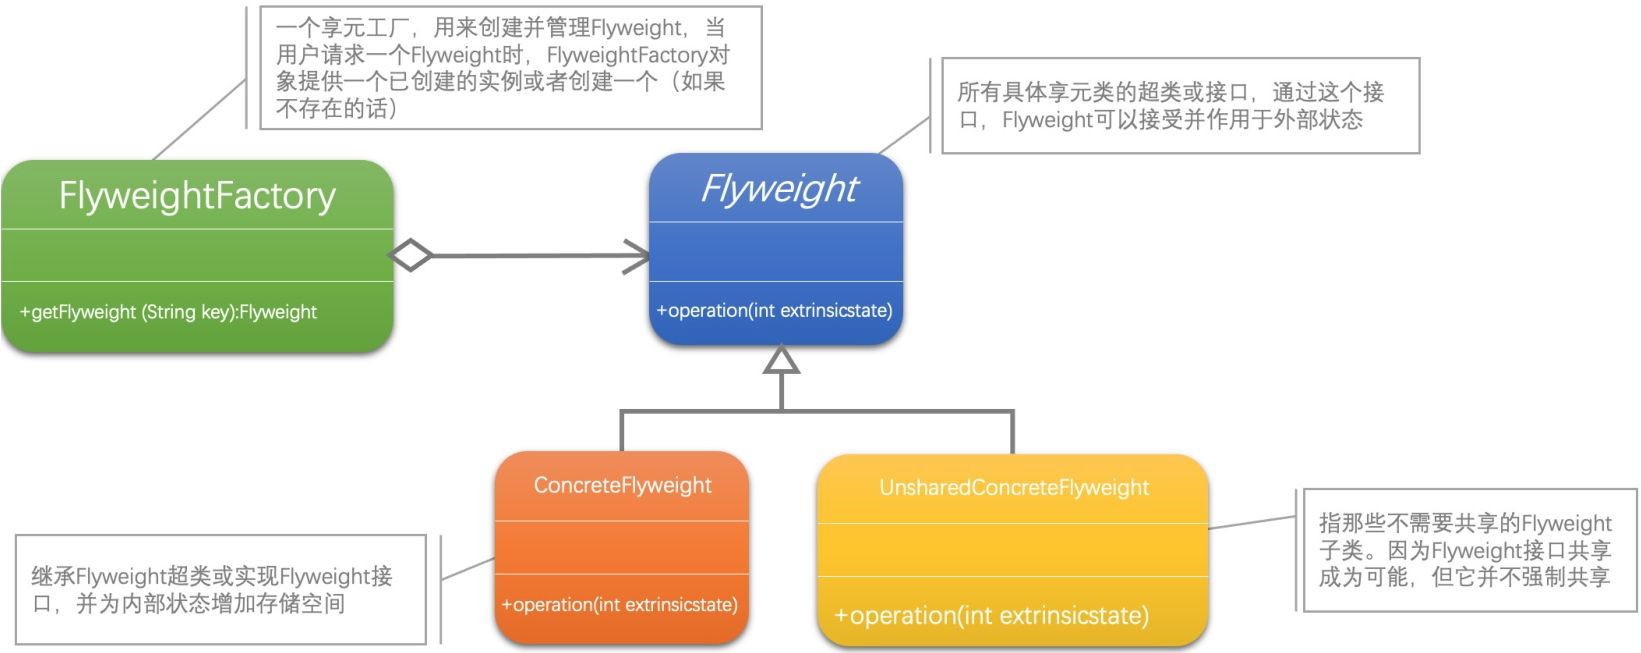 一个享元工厂，用来创建并管理Flyweight，当
用户请求一个Flyweight时，FlyweightFactory对
象提供一个已创建的实例或者创建一个（如果
不存在的话）
所有具体享元类的超类或接口，通过这个接
口，Flyweight可以接受并作用于外部状态
FlyweightFactory
+getFlyweight (String key):Flyweight
Flyweight
+operation(int extrinsicstate)
ConcreteFlyweight
+operation(int extrinsicstate)
UnsharedConcreteFlyweight
+operation(int extrinsicstate)
继承Flyweight超类或实现Flyweight接
口，并为内部状态增加存储空间
指那些不需要共享的Flyweight
子类。因为Flyweight接口共享
成为可能，但它并不强制共享